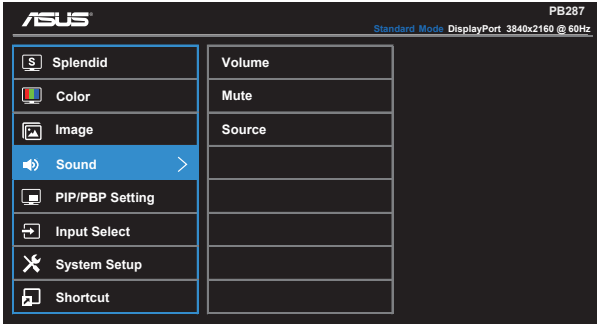 ASUS
PB287
Standard Mode DisplayPort 3840x2160 @ 60Hz
S Splendid
Color
Image
Sound
PIP/PBP Setting
Input Select
System Setup
Shortcut
Volume
Mute
Source